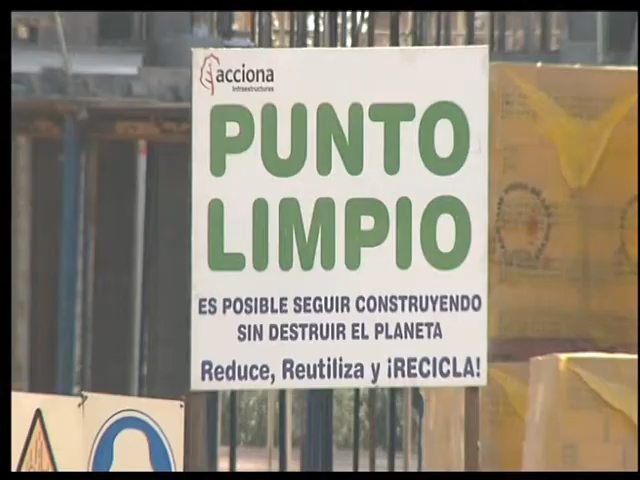 acciona
Infraestructuras
PUNTO
LIMPIO
ES POSIBLE SEGUIR CONSTRUYENDO
SIN DESTRUIR EL PLANETA
Reduce, Reutiliza y ¡RECICLA!